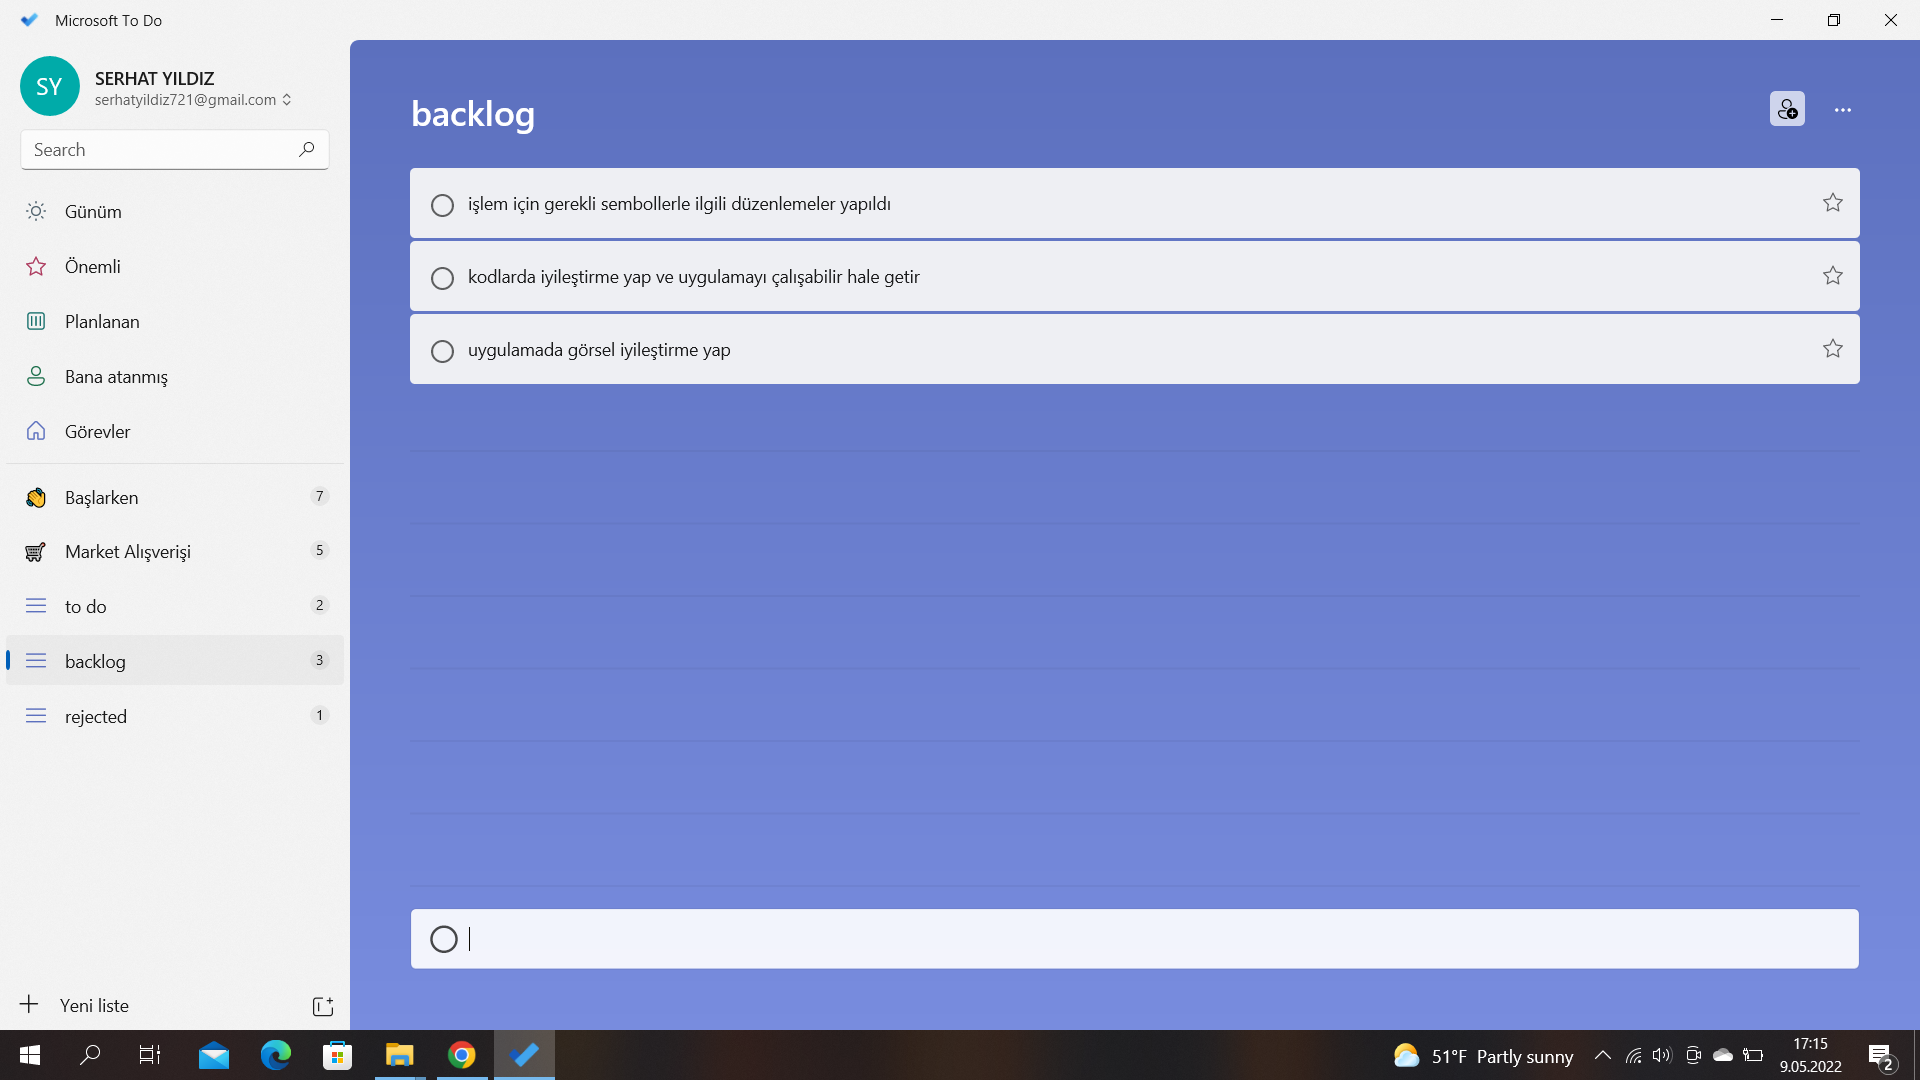 Microsoft To Do
SY
SERHAT YILDIZ
serhatyildiz721@gmail.com
Search
Günüm
Önemli
Planlanan
Bana atanmış
Görevler
Başlarken 7
Market Alışverişi 5
to do 2
backlog 3
rejected 1
Yeni liste
backlog
işlem için gerekli sembollerle ilgili düzenlemeler yapıldı
kodlarda iyileştirme yap ve uygulamayı çalışabilir hale getir
uygulamada görsel iyileştirme yap
51°F Partly sunny
17:15
9.05.2022
2